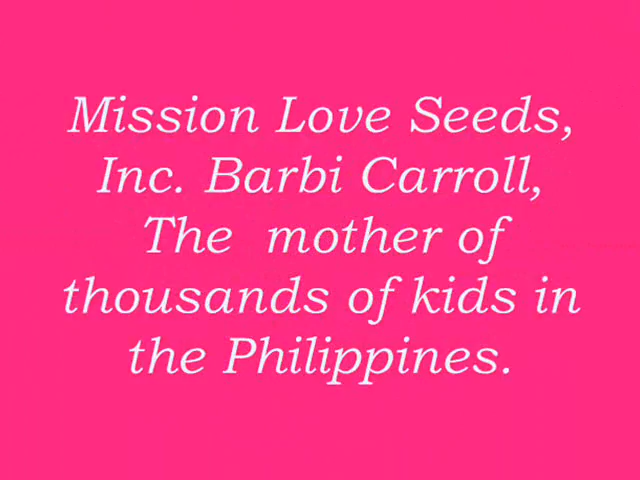 Mission Love Seeds,
Inc. Barbi Carroll,
The  mother of
thousands of kids in
the Philippines.